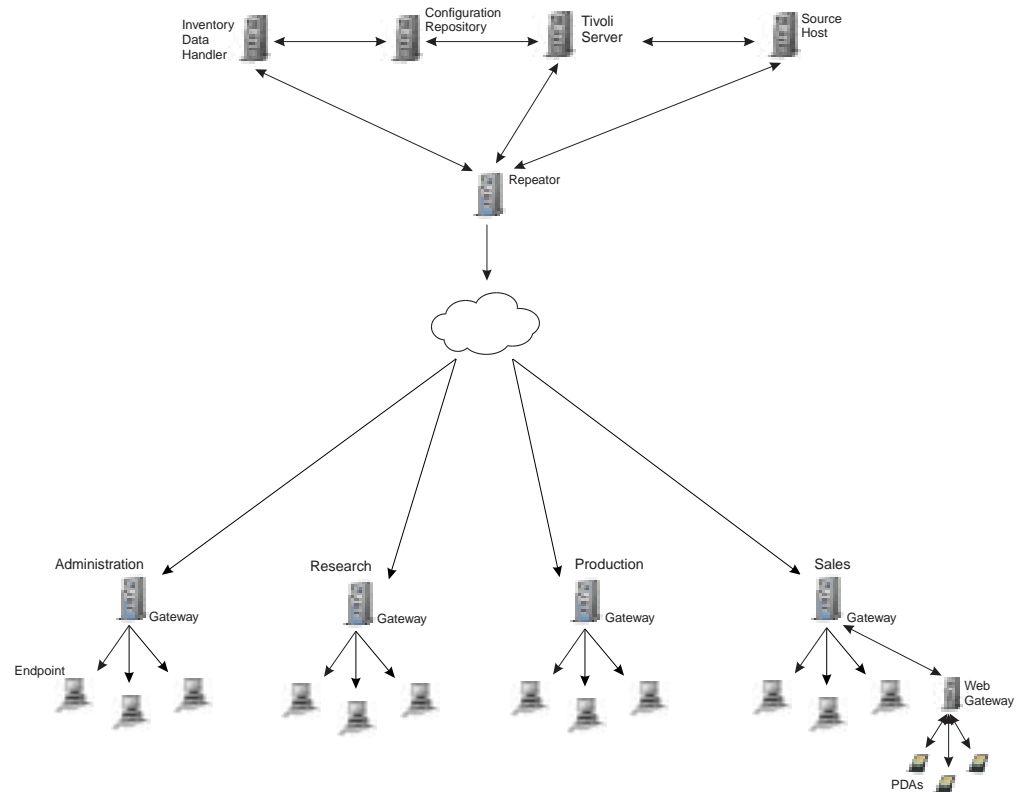 Inventory
Data
Handler
Configuration
Repository
Tivoli
Server
Source
Host
Repeator
Administration
Gateway
Research
Gateway
Production
Gateway
Sales
Gateway
Endpoint
Web
Gateway
PDAs